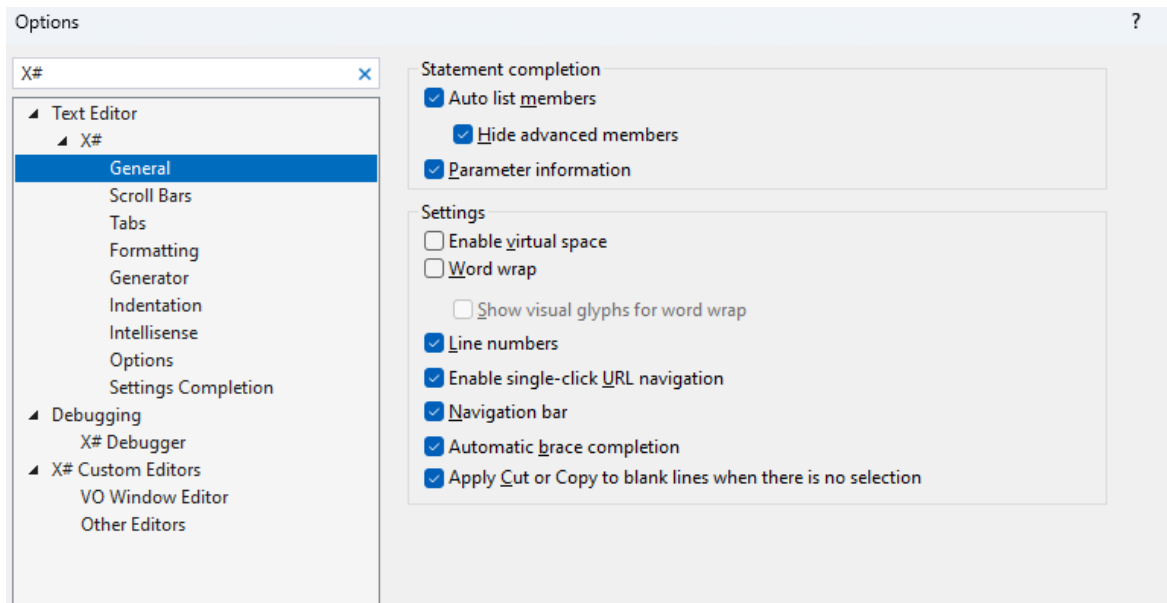 Options
?
X#
Text Editor
X#
General
Scroll Bars
Tabs
Formatting
Generator
Indentation
Intellisense
Options
Settings Completion
Debugging
X# Debugger
X# Custom Editors
VO Window Editor
Other Editors
Statement completion
Auto list members
Hide advanced members
Parameter information
Settings
Enable virtual space
Word wrap
Show visual glyphs for word wrap
Line numbers
Enable single-click URL navigation
Navigation bar
Automatic brace completion
Apply Cut or Copy to blank lines when there is no selection